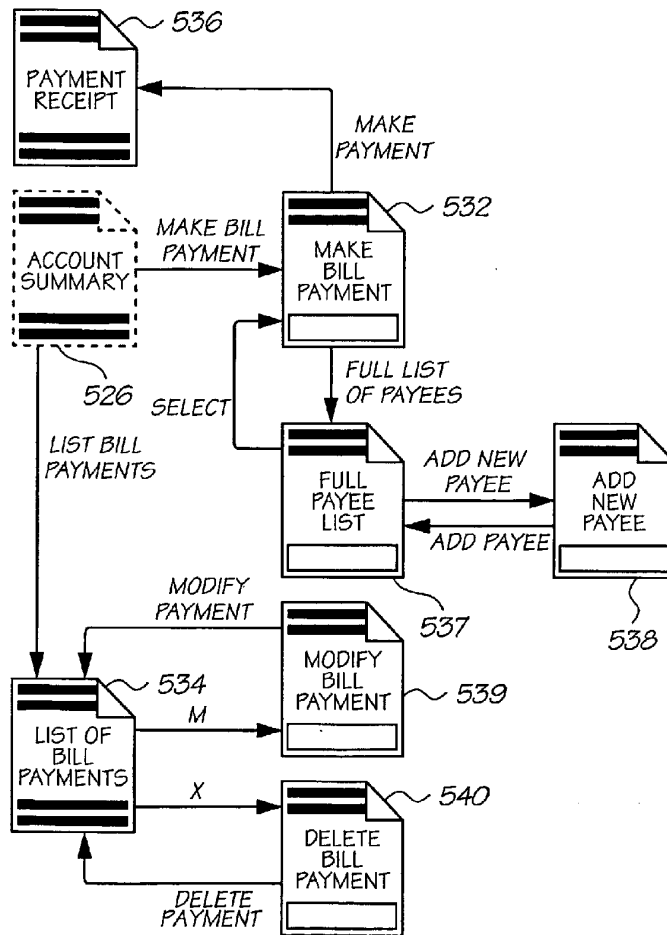 536
PAYMENT
RECEIPT
MAKE
PAYMENT
532
MAKE BILL
PAYMENT
MAKE
BILL
PAYMENT
ACCOUNT
SUMMARY
526
SELECT
FULL LIST
OF PAYEES
LIST BILL
PAYMENTS
FULL
PAYEE
LIST
ADD NEW
PAYEE
ADD PAYEE
ADD
NEW
PAYEE
537
538
MODIFY
PAYMENT
MODIFY
BILL
PAYMENT
539
534
LIST OF
BILL
PAYMENTS
M
X
540
DELETE
BILL
PAYMENT
DELETE
PAYMENT